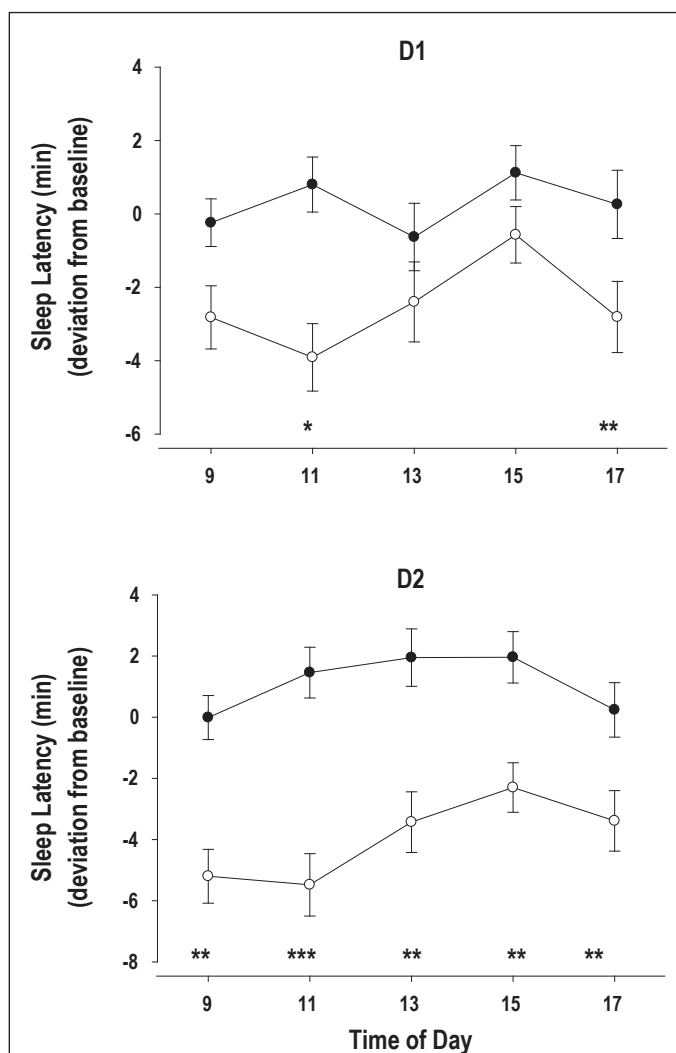 D1
4
2
0
-2
-4
-6
Sleep Latency (min)
(deviation from baseline)
* **
9 11 13 15 17
D2
4
2
0
-2
-4
-6
-8
Sleep Latency (min)
(deviation from baseline)
** *** ** ** **
9 11 13 15 17
Time of Day